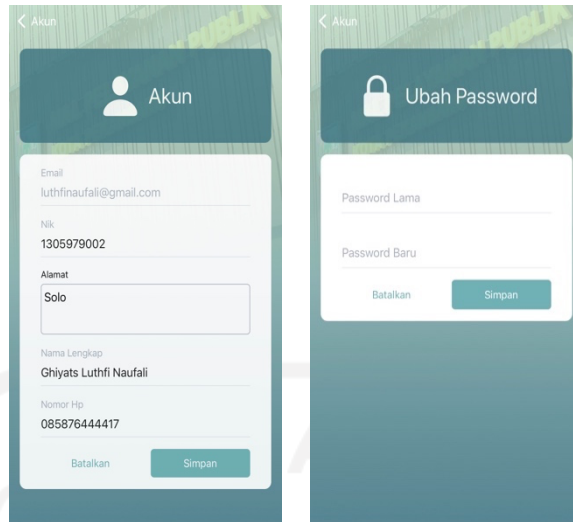 Akun
Akun
Email
luthfinaufali@gmail.com
Nik
1305979002
Alamat
Solo
Nama Lengkap
Ghiyats Luthfi Naufali
Nomor Hp
085876444417
Batalkan
Simpan
Akun
Ubah Password
Password Lama
Password Baru
Batalkan
Simpan